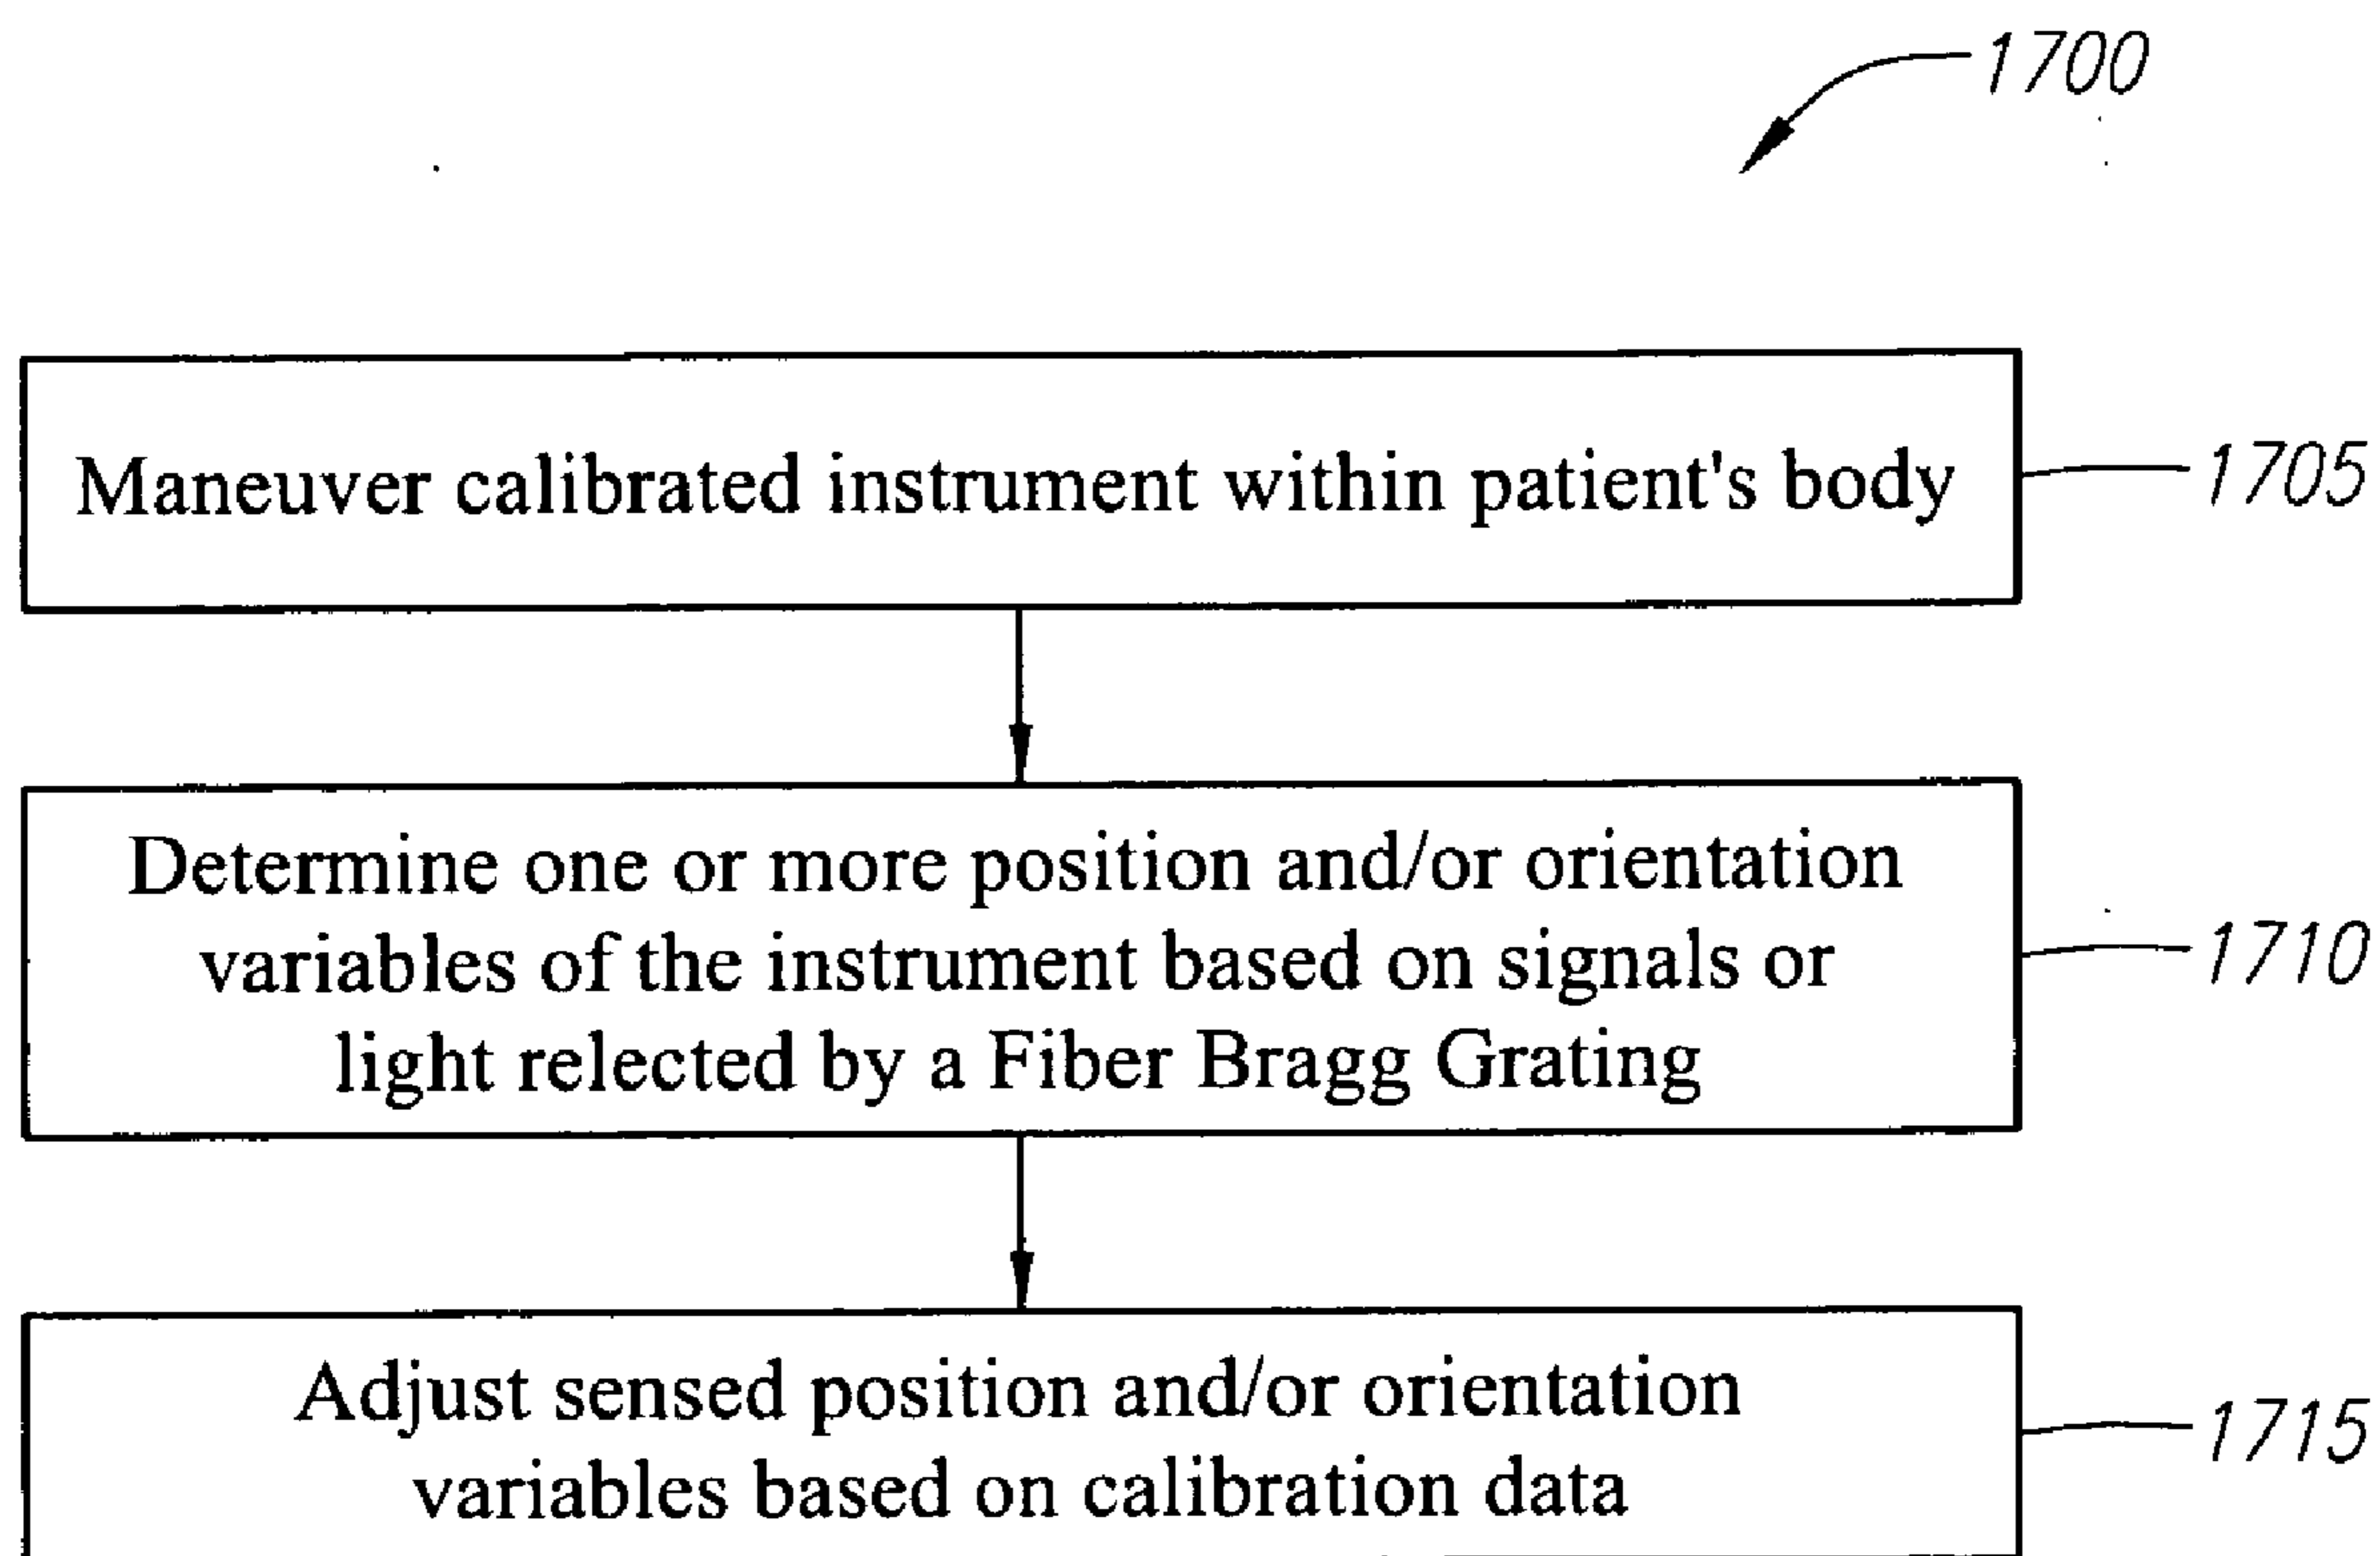 1700
Maneuver calibrated instrument within patient's body
1705
Determine one or more position and/or orientation
variables of the instrument based on signals or
light relected by a Fiber Bragg Grating
1710
Adjust sensed position and/or orientation
variables based on calibration data
1715